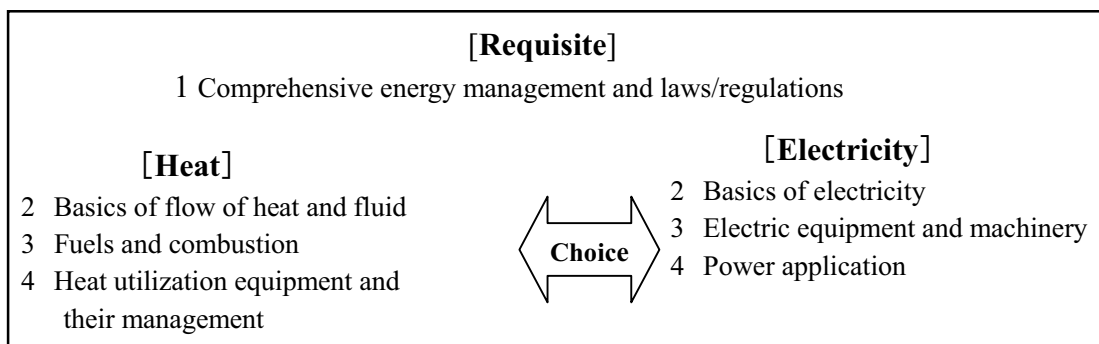 [Requisite]
1 Comprehensive energy management and laws/regulations
[Heat]
2 Basics of flow of heat and fluid
3 Fuels and combustion
4 Heat utilization equipment and
their management
Choice
[Electricity]
2 Basics of electricity
3 Electric equipment and machinery
4 Power application